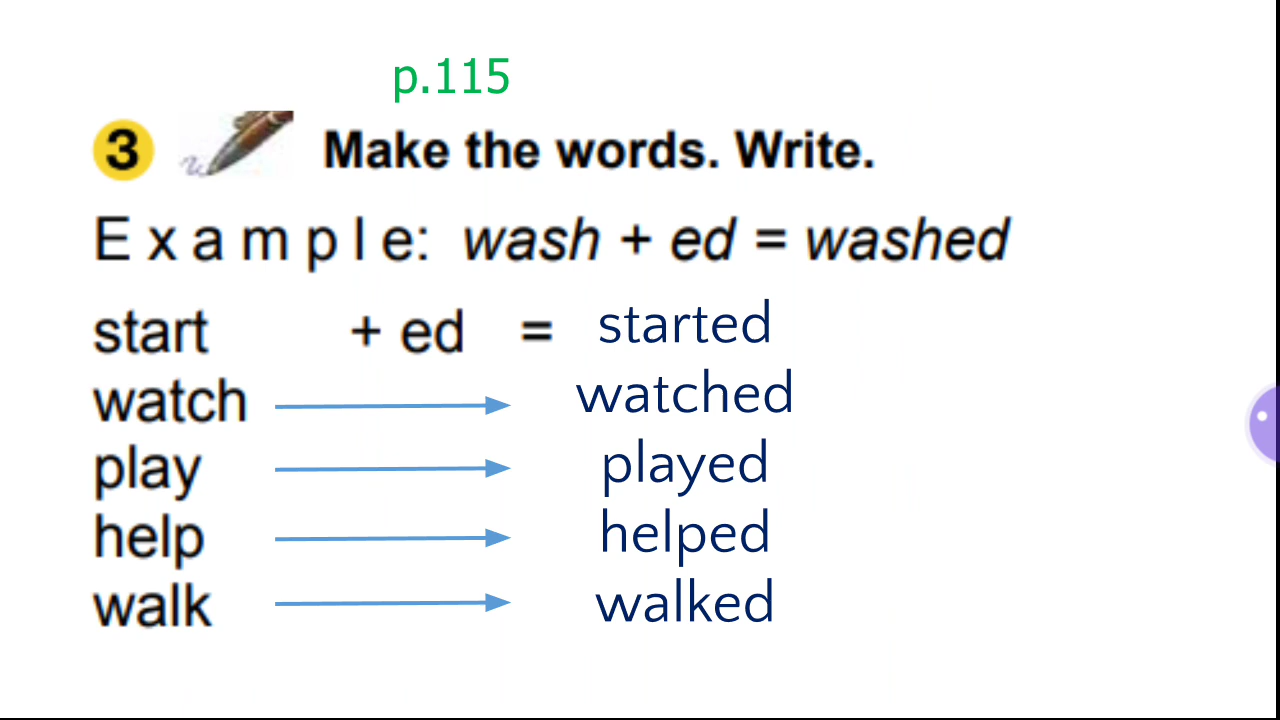 p.115
3 Make the words. Write.
Example: wash + ed = washed
start + ed = started
watch watched
play played
help helped
walk walked